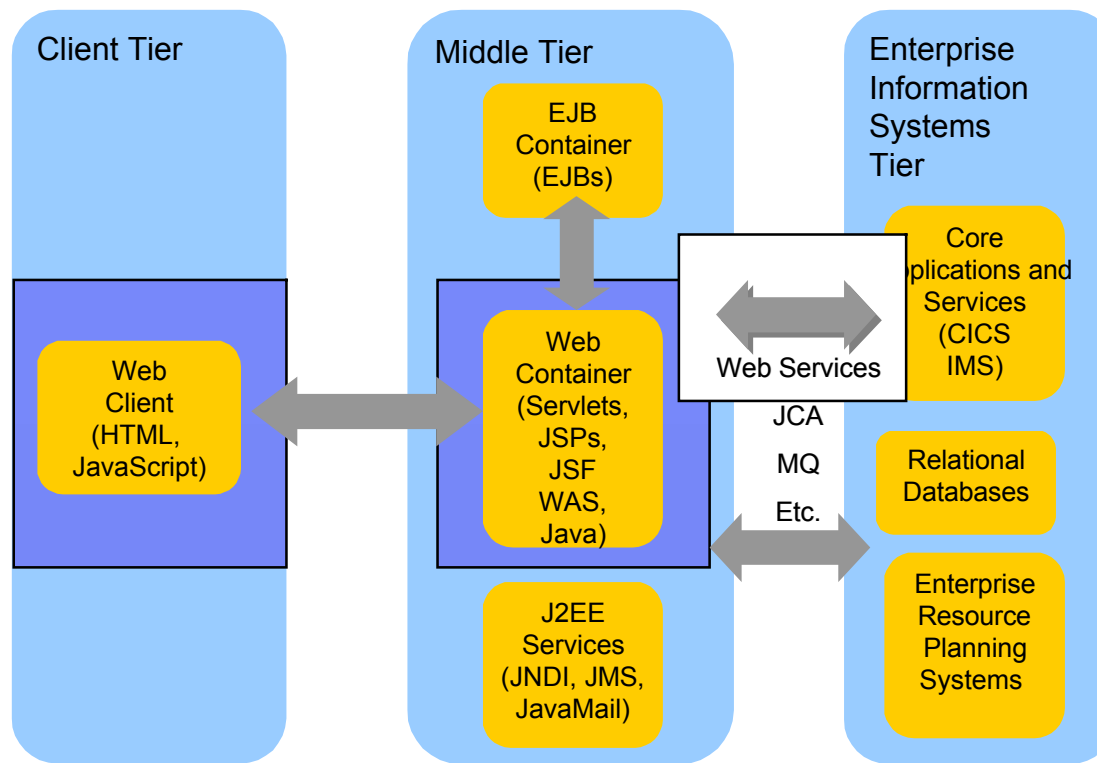 Client Tier
Web
Client
(HTML,
JavaScript)
Middle Tier
EJB
Container
(EJBs)
Web
Container
(Servlets,
JSPs,
JSF
WAS,
Java)
J2EE
Services
(JNDI, JMS,
JavaMail)
Web Services
JCA
MQ
Etc.
Enterprise
Information
Systems
Tier
Core
pplications and
Services
(CICS
IMS)
Relational
Databases
Enterprise
Resource
Planning
Systems